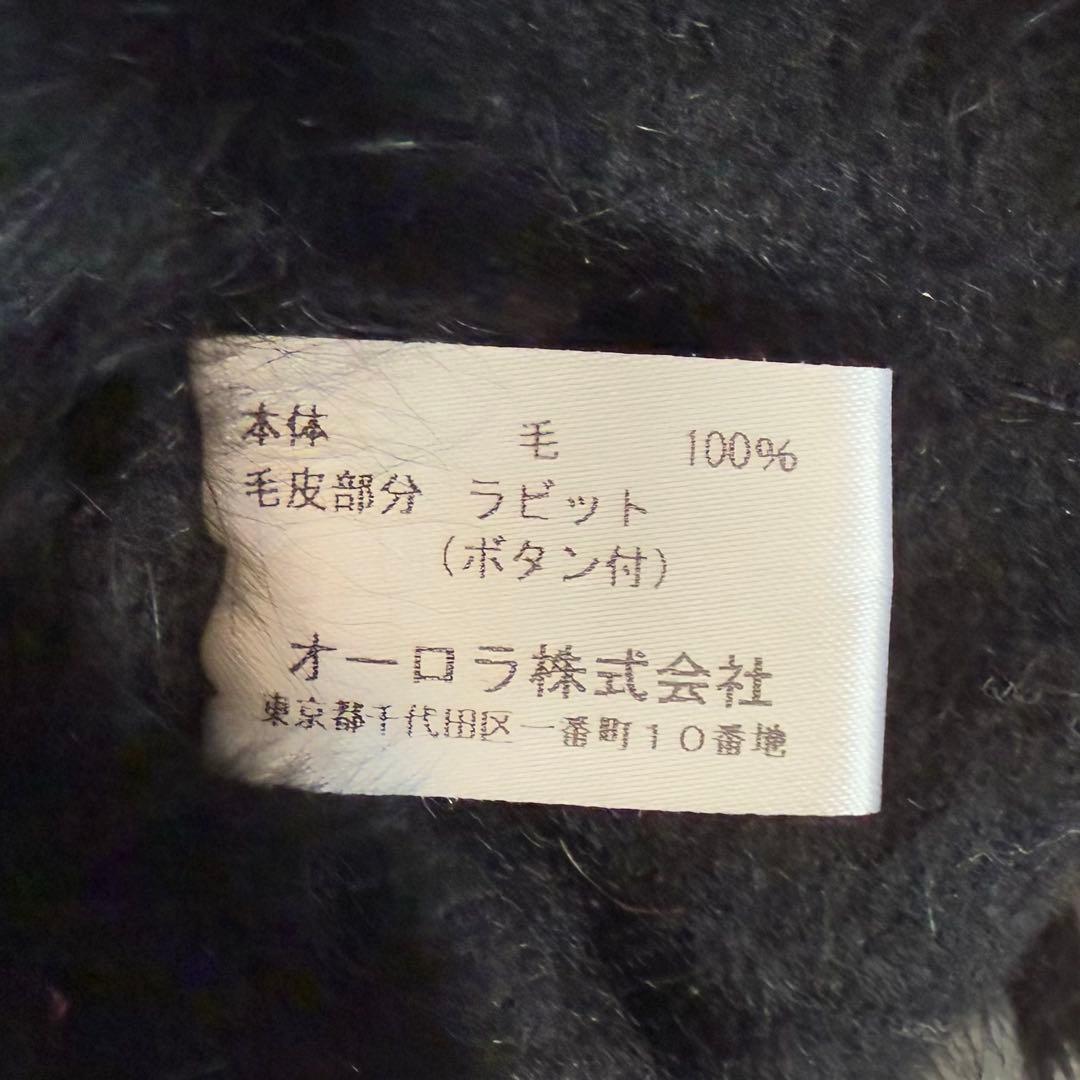 本体 毛 100%
毛皮部分 ラビット
(ボタン付)
オーロラ株式会社
東京都千代田区一番町10番地